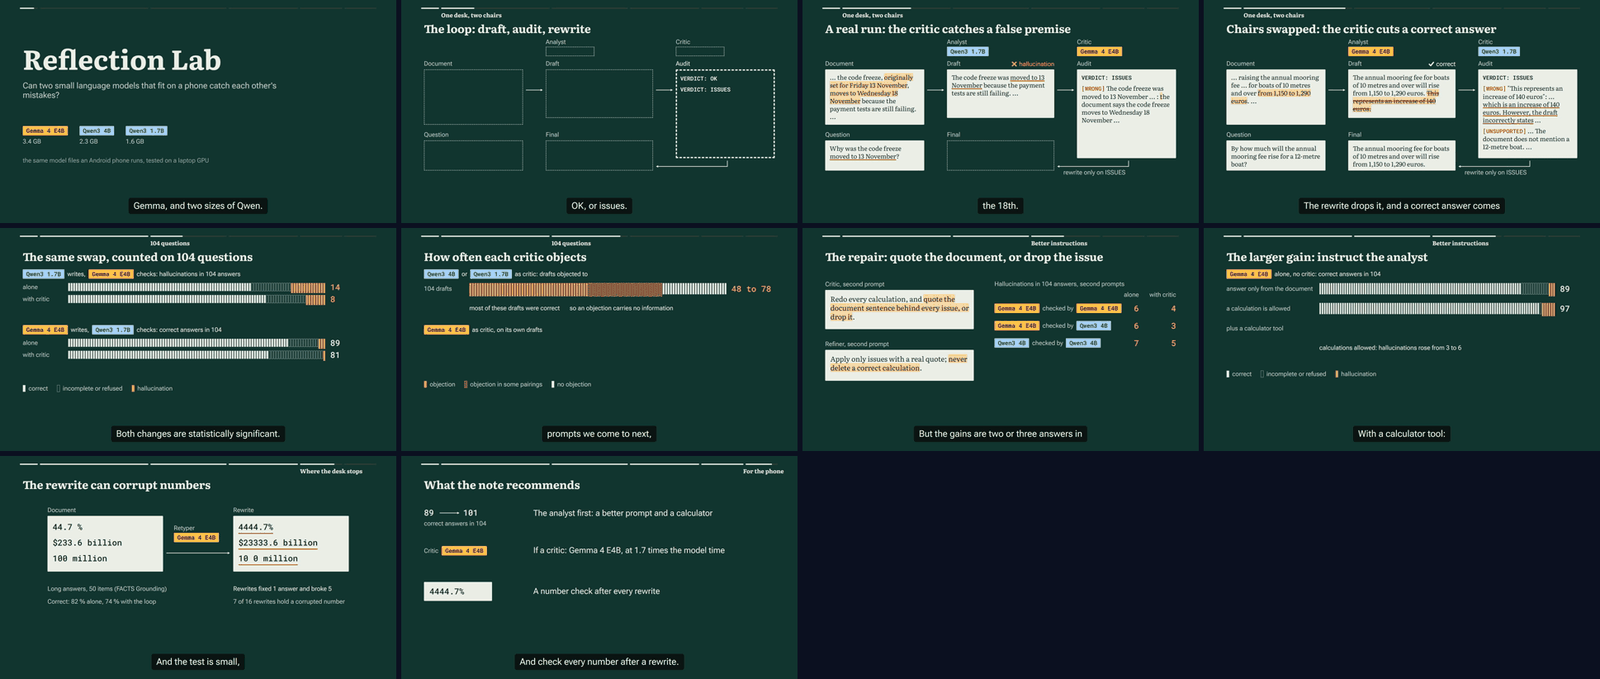 Reflection Lab
Can two small language models that fit on a phone catch each other's
mistakes?
Gemma 4 E4B Qwen3 4B Qwen3 1.7B
3.4 GB 2.3 GB 1.6 GB
the same model files an Android phone runs, tested on a laptop GPU
Gemma, and two sizes of Qwen.
One desk, two chairs
The loop: draft, audit, rewrite
Analyst
Critic
Document
Draft
Audit
VERDICT: OK
VERDICT: ISSUES
Question
Final
OK, or issues.
One desk, two chairs
A real run: the critic catches a false premise
Analyst
Qwen3 1.7B
Critic
Gemma 4 E4B
Document
Draft
hallucination
Audit
... the code freeze, originally
set for Friday 13 November,
moves to Wednesday 18
November because the
payment tests are still failing.
...
The code freeze was moved to 13
November because the payment
tests are still failing. ...
VERDICT: ISSUES
[WRONG] The code freeze was
moved to 13 November ... : the
document says the code freeze
moves to Wednesday 18
November ...
Question
Why was the code freeze
moved to 13 November?
Final
rewrite only on ISSUES
the 18th.
One desk, two chairs
Chairs swapped: the critic cuts a correct answer
Analyst
Gemma 4 E4B
Critic
Qwen3 1.7B
Document
Draft
correct
Audit
... raising the annual mooring
fee ... for boats of 10 metres
and over from 1,150 to 1,290
euros. ...
The annual mooring fee for boats
of 10 metres and over will rise
from 1,150 to 1,290 euros. This
represents an increase of 140
euros.
VERDICT: ISSUES
[WRONG] "This represents an
increase of 140 euros": ...
which is an increase of 140
euros. However, the draft
incorrectly states ...
[UNSUPPORTED] ... The
document does not mention a
12-metre boat. ...
Question
By how much will the annual
mooring fee rise for a 12-metre
boat?
Final
The annual mooring fee for boats
of 10 metres and over will rise
from 1,150 to 1,290 euros.
rewrite only on ISSUES
The rewrite drops it, and a correct answer comes
104 questions
The same swap, counted on 104 questions
Qwen3 1.7B writes, Gemma 4 E4B checks: hallucinations in 104 answers
alone 14
with critic 8
Gemma 4 E4B writes, Qwen3 1.7B checks: correct answers in 104
alone 89
with critic 81
correct incomplete or refused hallucination
Both changes are statistically significant.
104 questions
How often each critic objects
Qwen3 4B or Qwen3 1.7B as critic: drafts objected to
104 drafts 48 to 78
most of these drafts were correct so an objection carries no information
Gemma 4 E4B as critic, on its own drafts
objection objection in some pairings no objection
prompts we come to next,
Better instructions
The repair: quote the document, or drop the issue
Critic, second prompt
Redo every calculation, and quote the
document sentence behind every issue, or
drop it.
Refiner, second prompt
Apply only issues with a real quote; never
delete a correct calculation.
Hallucinations in 104 answers, second prompts
alone with critic
Gemma 4 E4B checked by Gemma 4 E4B 6 4
Gemma 4 E4B checked by Qwen3 4B 6 3
Qwen3 4B checked by Qwen3 4B 7 5
But the gains are two or three answers in
Better instructions
The larger gain: instruct the analyst
Gemma 4 E4B alone, no critic: correct answers in 104
answer only from the document 89
a calculation is allowed 97
plus a calculator tool
calculations allowed: hallucinations rose from 3 to 6
correct incomplete or refused hallucination
With a calculator tool:
Where the desk stops
The rewrite can corrupt numbers
Document
44.7 %
$233.6 billion
100 million
Retyper
Gemma 4 E4B
Rewrite
4444.7%
$23333.6 billion
10 0 million
Long answers, 50 items (FACTS Grounding)
Correct: 82 % alone, 74 % with the loop
Rewrites fixed 1 answer and broke 5
7 of 16 rewrites hold a corrupted number
And the test is small,
For the phone
What the note recommends
89 → 101
correct answers in 104
The analyst first: a better prompt and a calculator
Critic Gemma 4 E4B
If a critic: Gemma 4 E4B, at 1.7 times the model time
4444.7%
A number check after every rewrite
And check every number after a rewrite.